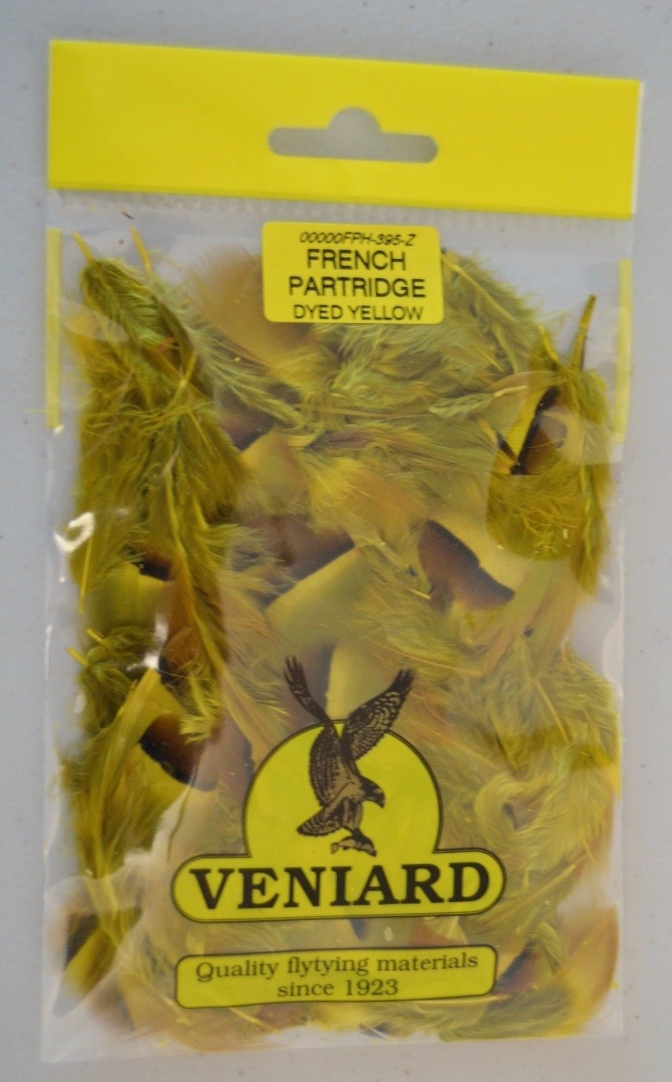 00000FPH-395-Z
FRENCH
PARTRIDGE
DYED YELLOW
VENIARD
Quality flytying materials
since 1923